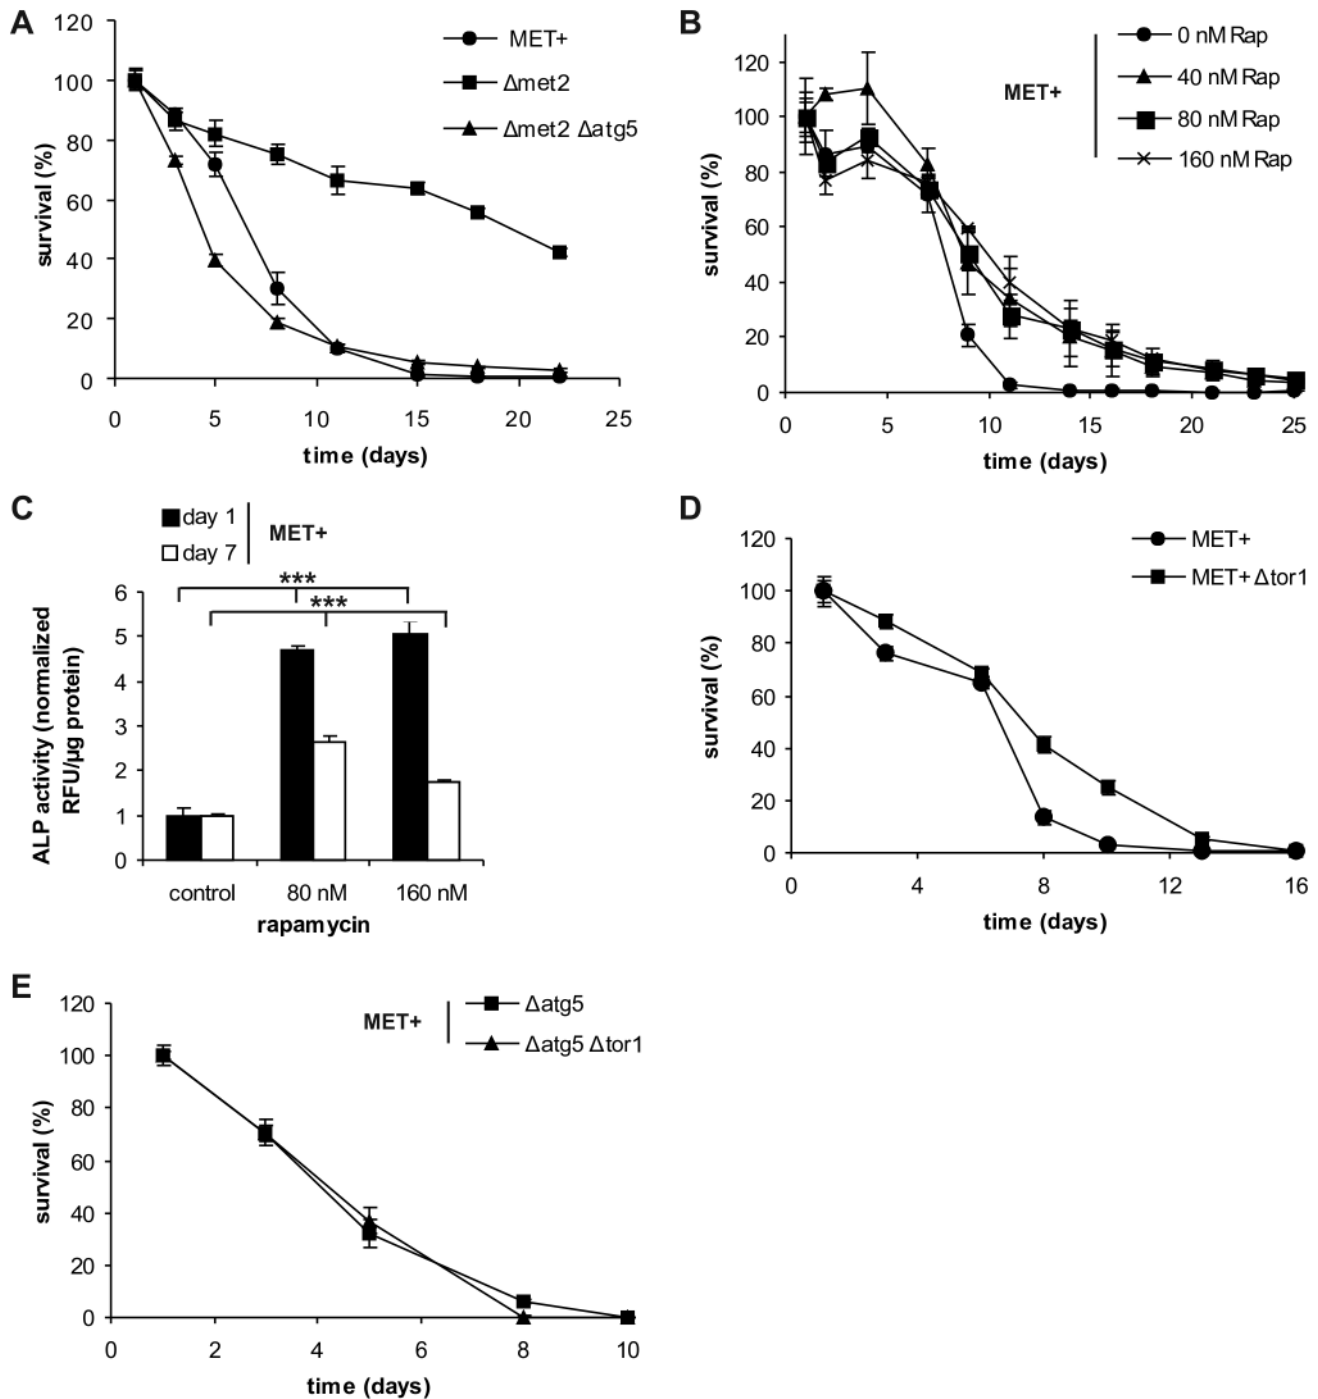 A
120
100
80
60
40
20
0
survival (%)
0 5 10 15 20 25
time (days)
MET+
Δmet2
Δmet2 Δatg5
B
120
100
80
60
40
20
0
survival (%)
0 5 10 15 20 25
time (days)
MET+
0 nM Rap
40 nM Rap
80 nM Rap
160 nM Rap
C
day 1
day 7
MET+
***
***
6
5
4
3
2
1
0
ALP activity (normalized
RFU/µg protein)
control 80 nM 160 nM
rapamycin
D
120
100
80
60
40
20
0
survival (%)
0 4 8 12 16
time (days)
MET+
MET+ Δtor1
E
120
100
80
60
40
20
0
survival (%)
0 2 4 6 8 10
time (days)
MET+
Δatg5
Δatg5 Δtor1